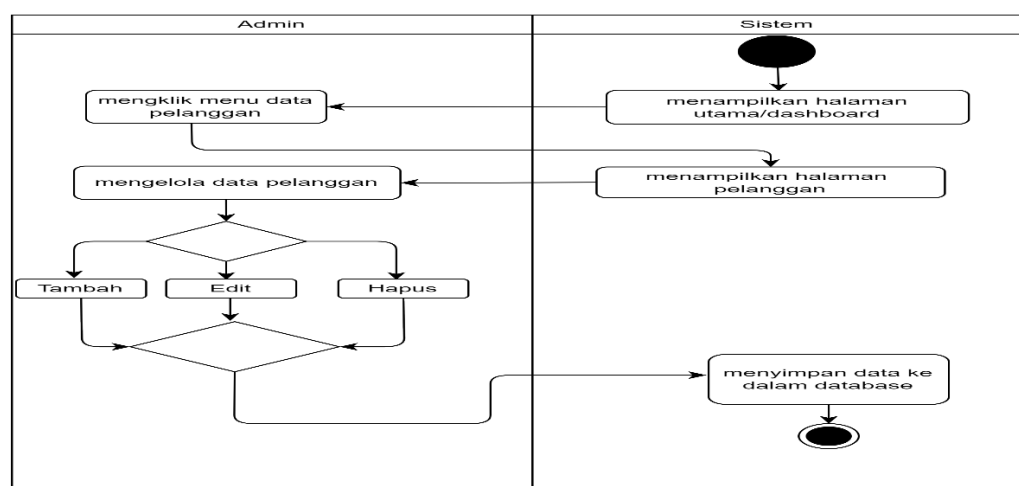 Admin
Sistem
mengklik menu data
pelanggan
menampilkan halaman
utama/dashboard
mengelola data pelanggan
menampilkan halaman
pelanggan
Tambah
Edit
Hapus
menyimpan data ke
dalam database